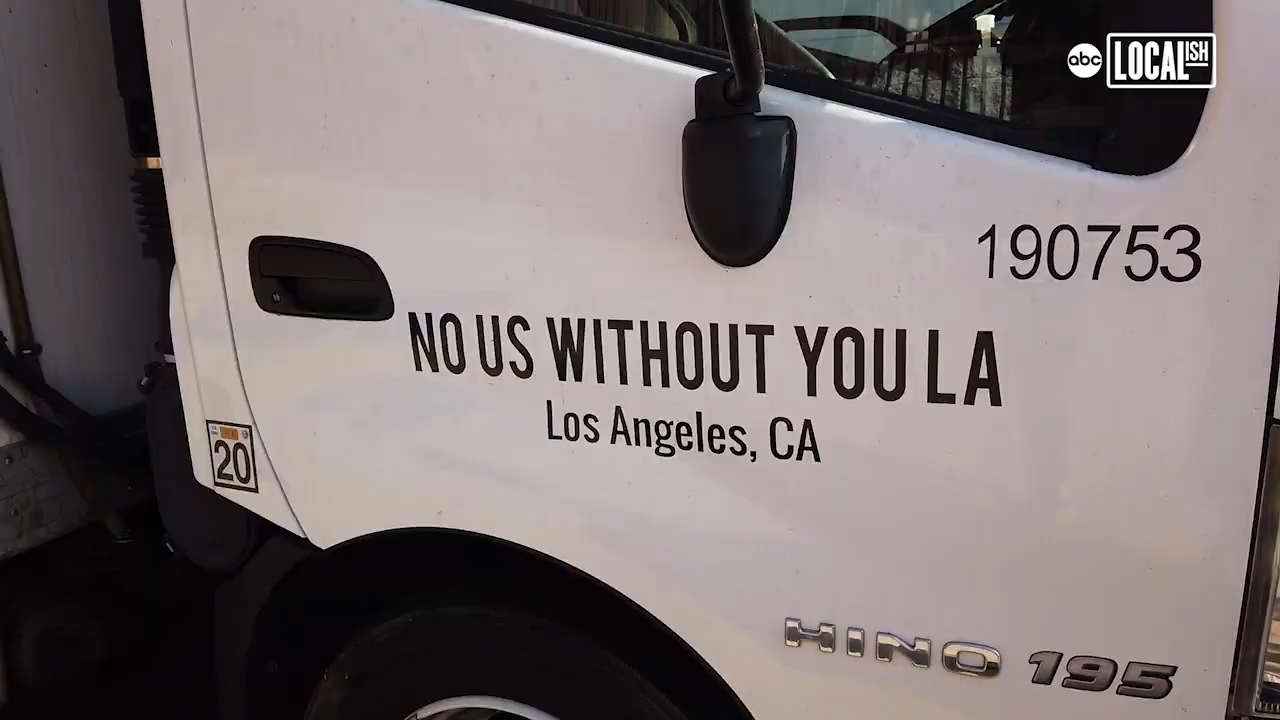 abc LOCALISH
190753
NO US WITHOUT YOU LA
Los Angeles, CA
20
HINO 195